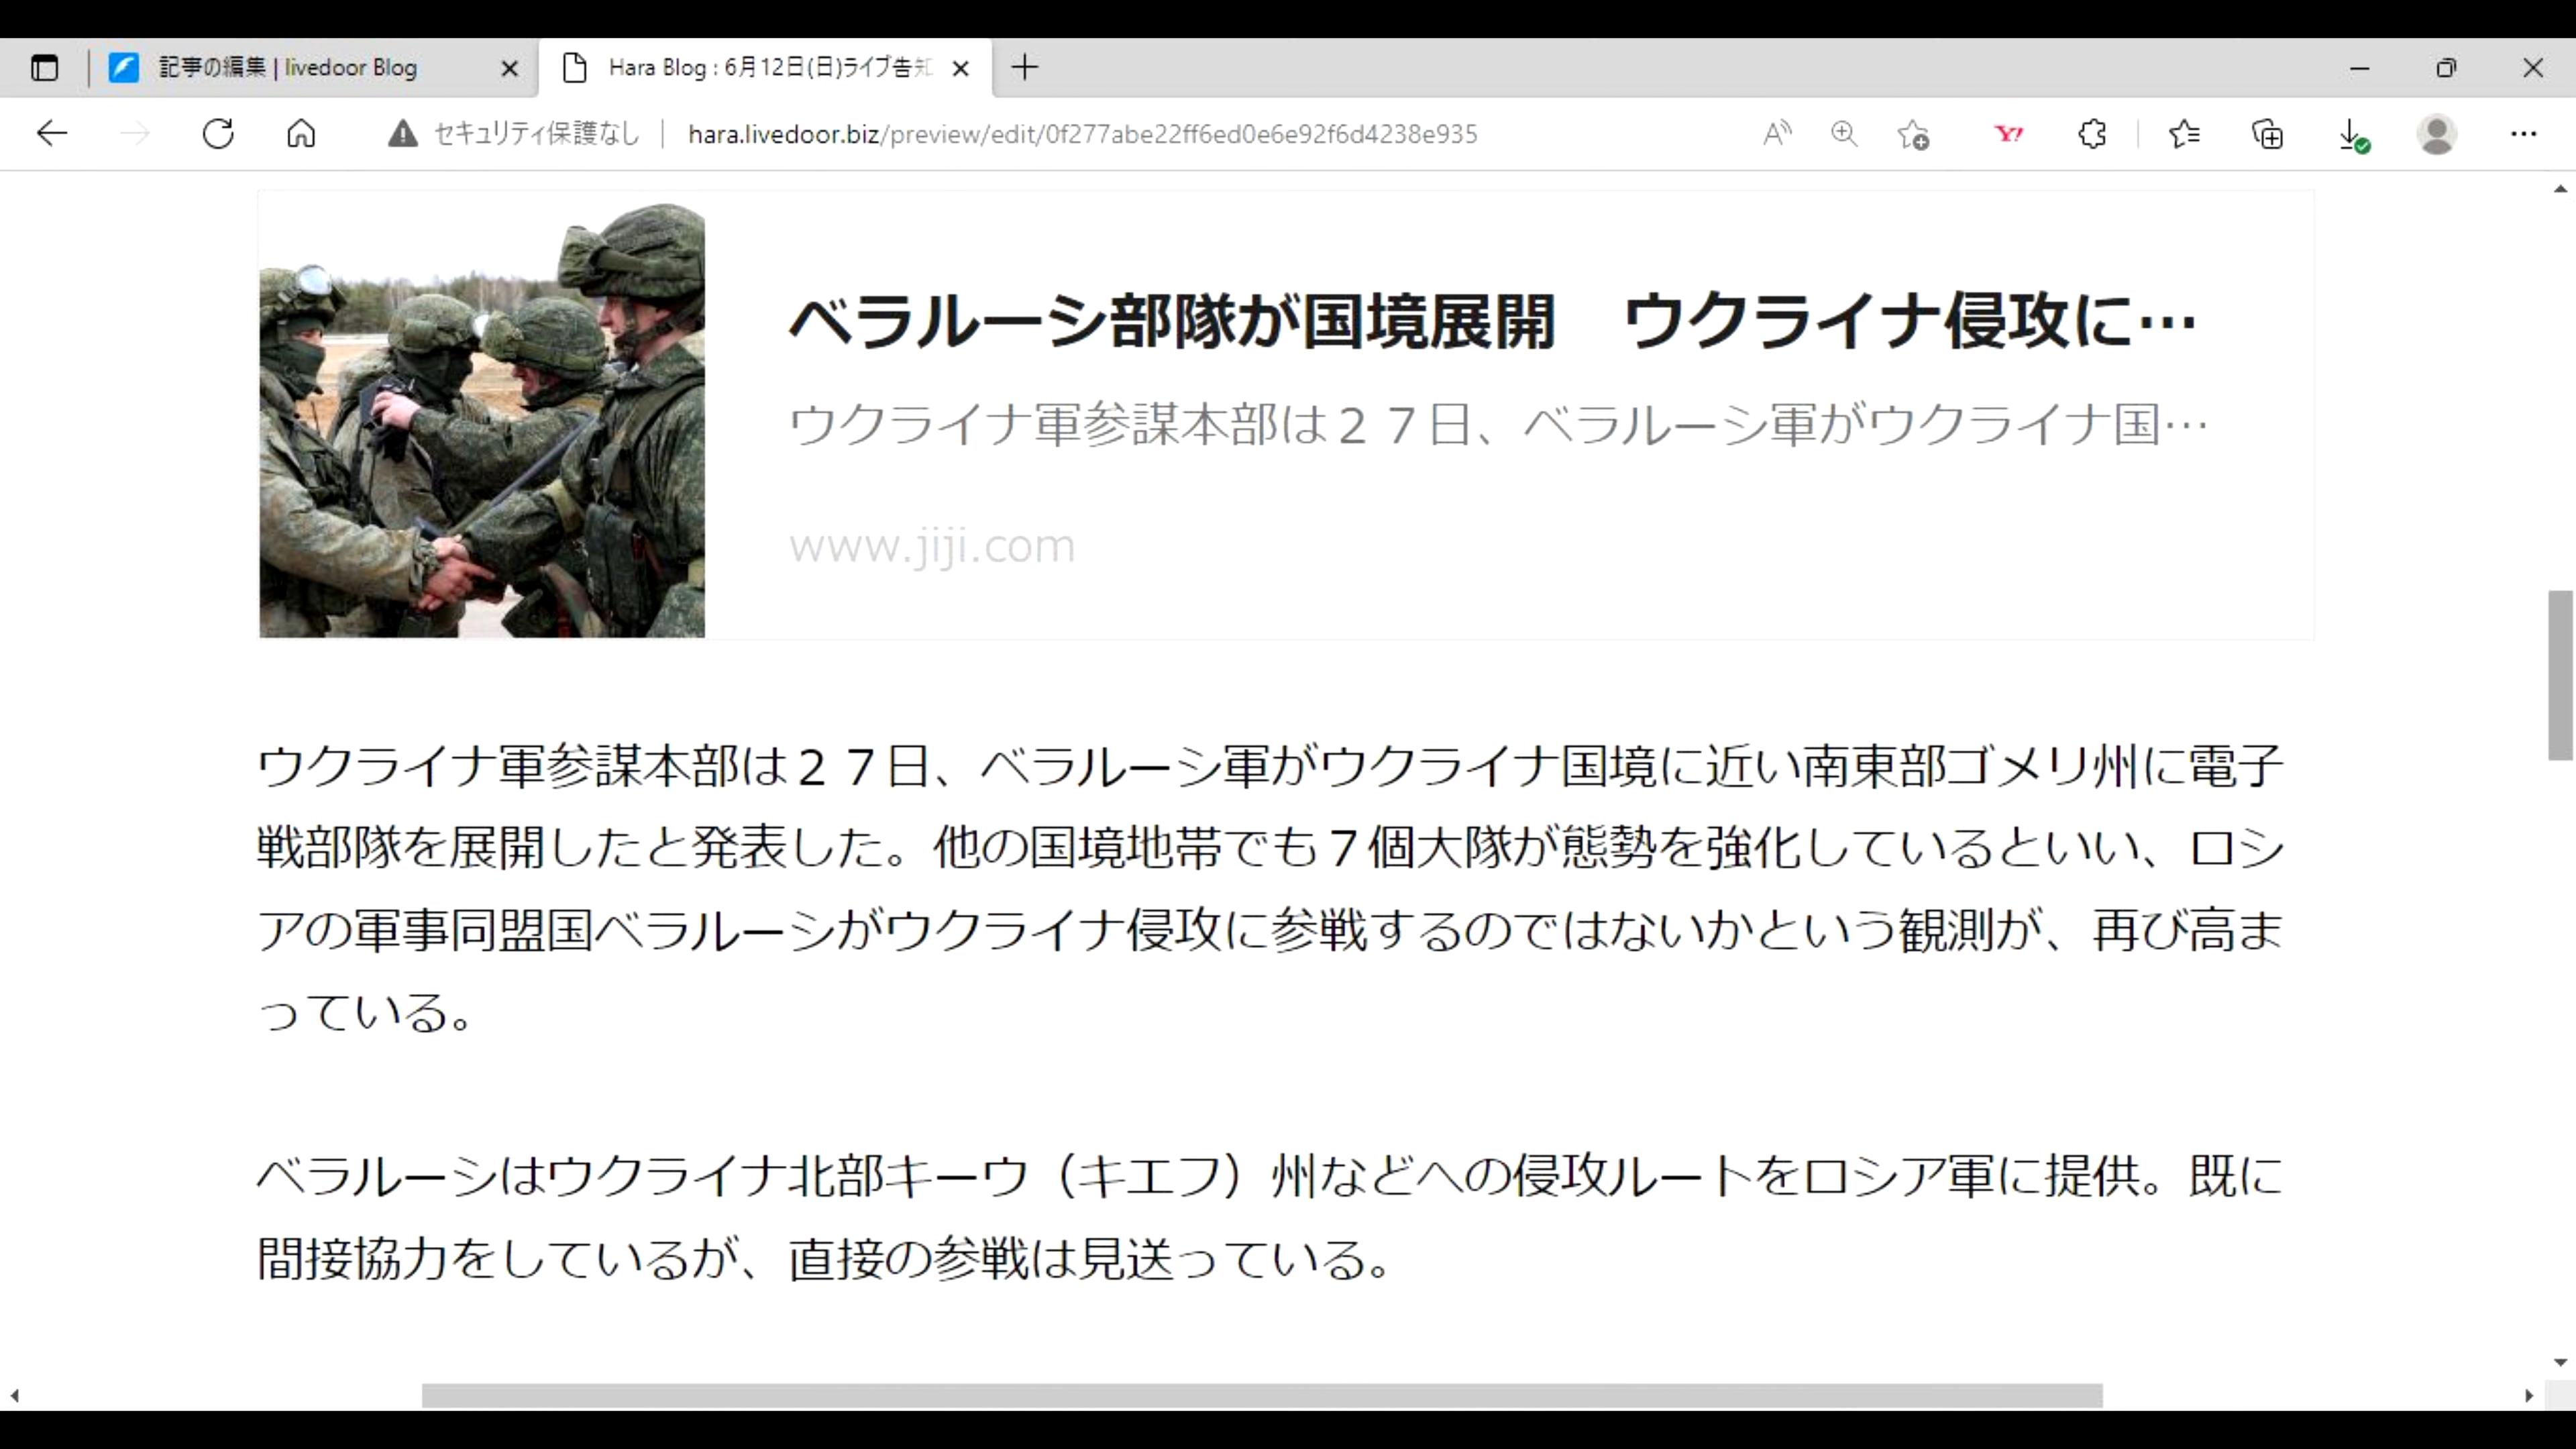 記事の編集 | livedoor Blog
Hara Blog : 6月12日(日)ライブ告知
セキュリティ保護なし
hara.livedoor.biz/preview/edit/0f277abe22ff6ed0e6e92f6d4238e935
ベラルーシ部隊が国境展開　ウクライナ侵攻に…
ウクライナ軍参謀本部は２７日、ベラルーシ軍がウクライナ国…
www.jiji.com
ウクライナ軍参謀本部は２７日、ベラルーシ軍がウクライナ国境に近い南東部ゴメリ州に電子
戦部隊を展開したと発表した。他の国境地帯でも７個大隊が態勢を強化しているといい、ロシ
アの軍事同盟国ベラルーシがウクライナ侵攻に参戦するのではないかという観測が、再び高ま
っている。
ベラルーシはウクライナ北部キーウ（キエフ）州などへの侵攻ルートをロシア軍に提供。既に
間接協力をしているが、直接の参戦は見送っている。